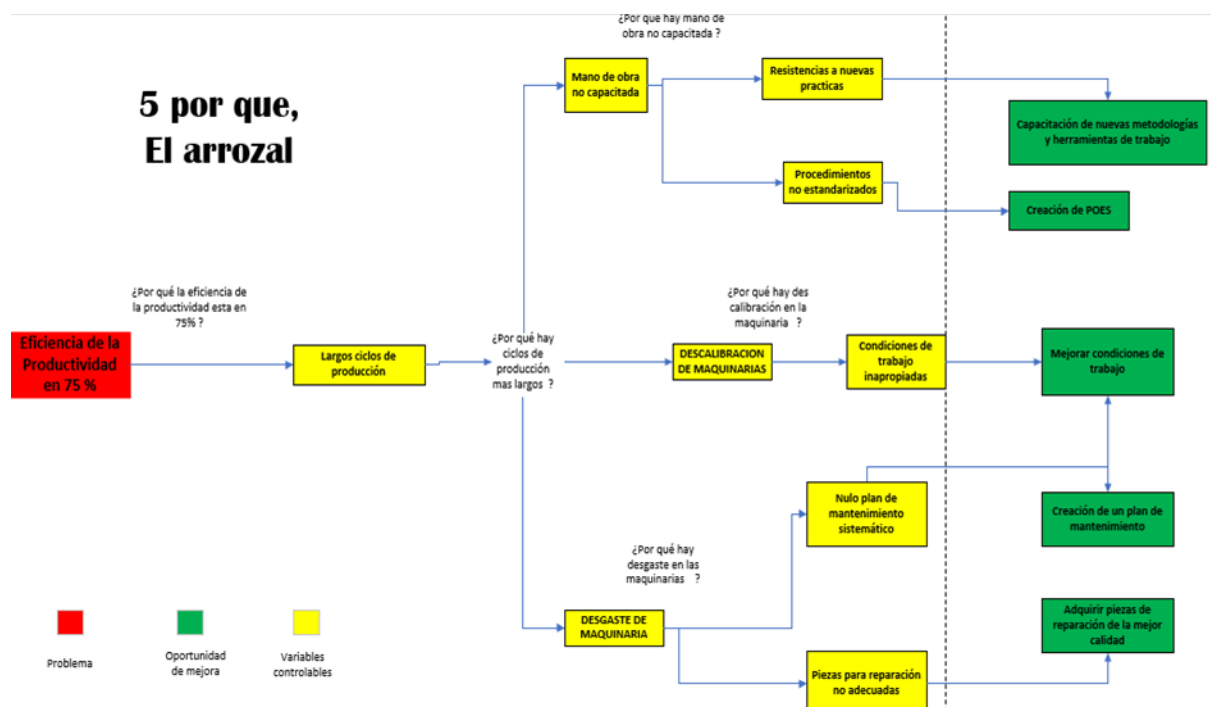 ¿Por que hay mano de
obra no capacitada ?
5 por que,
El arrozal
Mano de obra
no capacitada
Resistencias a nuevas
practicas
Capacitación de nuevas metodologías
y herramientas de trabajo
Procedimientos
no estandarizados
Creación de POES
¿Por qué la eficiencia de
la productividad esta en
75% ?
Eficiencia de la
Productividad
en 75 %
Largos ciclos de
producción
¿Por qué hay
ciclos de
producción
mas largos ?
¿Por qué hay des
calibración en la
maquinaria ?
DESCALIBRACION
DE MAQUINARIAS
Condiciones de
trabajo
inapropiadas
Mejorar condiciones de
trabajo
Nulo plan de
mantenimiento
sistemático
Creación de un plan de
mantenimiento
¿Por qué hay
desgaste en las
maquinarias ?
DESGASTE DE
MAQUINARIA
Adquirir piezas de
reparación de la mejor
calidad
Piezas para reparación
no adecuadas
Problema
Oportunidad
de mejora
Variables
controlables